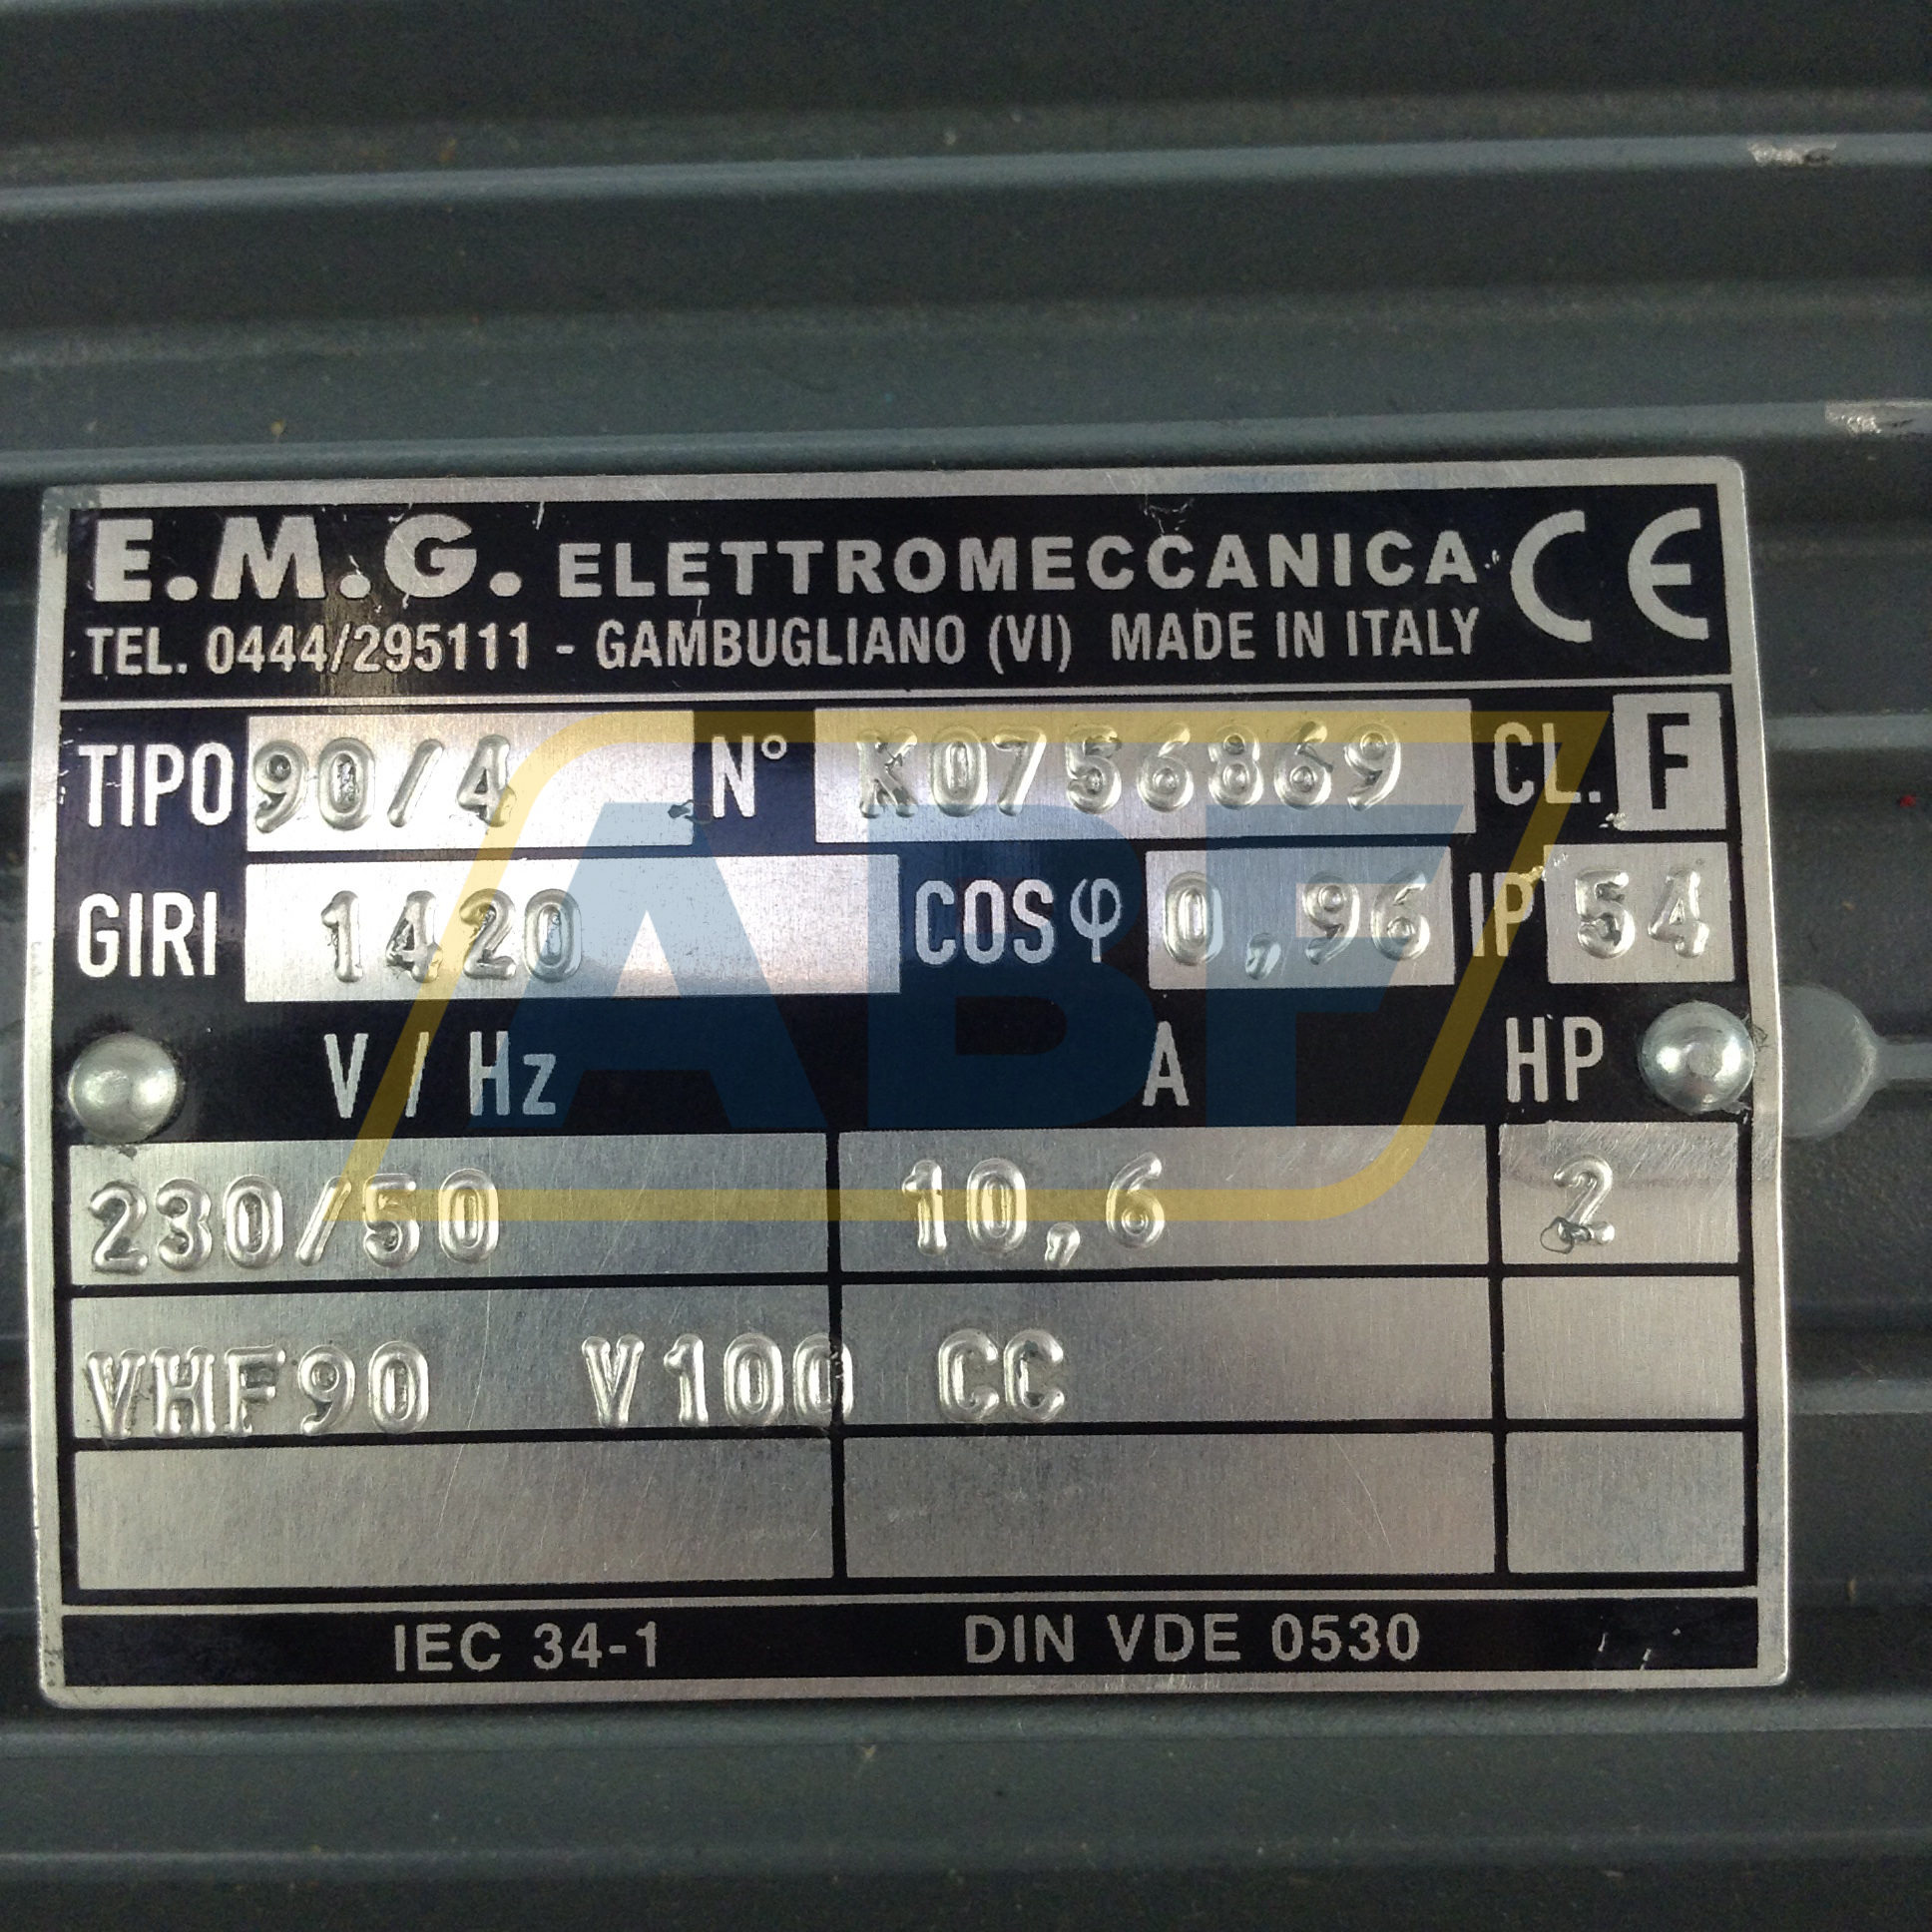 E.M.G. ELETTROMECCANICA CE
TEL. 0444/295111 - GAMBUGLIANO (VI) MADE IN ITALY
TIPO 90/4 N° K0756869 CL. F
GIRI 1420 COSφ 0,96 IP 54
V / Hz A HP
230/50 10,6 2
VHF90 V100 CC
IEC 34-1 DIN VDE 0530
ABF